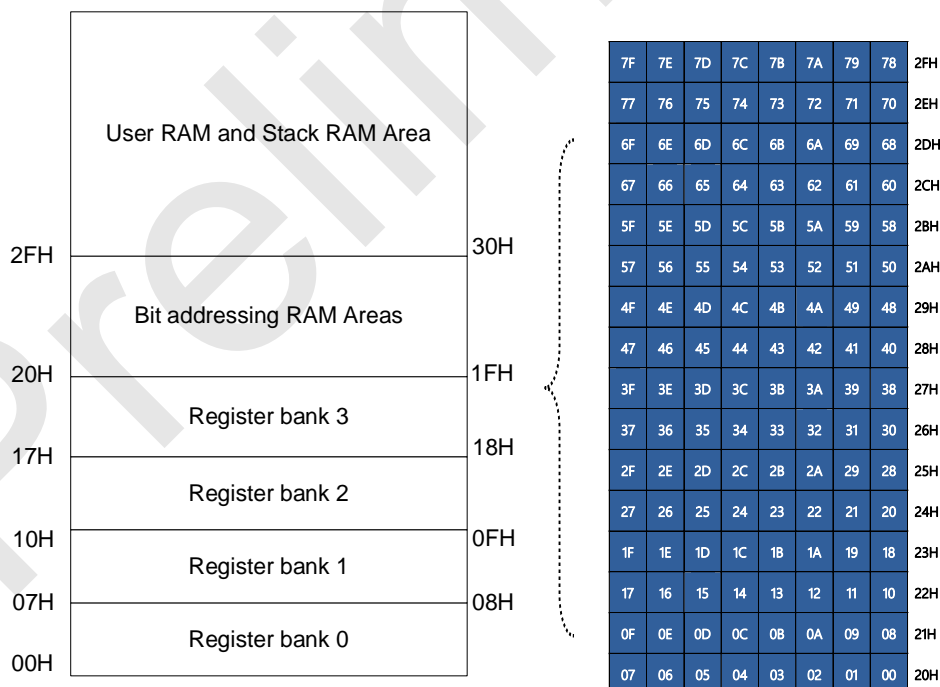 Preliminary
User RAM and Stack RAM Area
2FH 30H
Bit addressing RAM Areas
20H 1FH
Register bank 3
17H 18H
Register bank 2
10H 0FH
Register bank 1
07H 08H
Register bank 0
00H
7F 7E 7D 7C 7B 7A 79 78 2FH
77 76 75 74 73 72 71 70 2EH
6F 6E 6D 6C 6B 6A 69 68 2DH
67 66 65 64 63 62 61 60 2CH
5F 5E 5D 5C 5B 5A 59 58 2BH
57 56 55 54 53 52 51 50 2AH
4F 4E 4D 4C 4B 4A 49 48 29H
47 46 45 44 43 42 41 40 28H
3F 3E 3D 3C 3B 3A 39 38 27H
37 36 35 34 33 32 31 30 26H
2F 2E 2D 2C 2B 2A 29 28 25H
27 26 25 24 23 22 21 20 24H
1F 1E 1D 1C 1B 1A 19 18 23H
17 16 15 14 13 12 11 10 22H
0F 0E 0D 0C 0B 0A 09 08 21H
07 06 05 04 03 02 01 00 20H